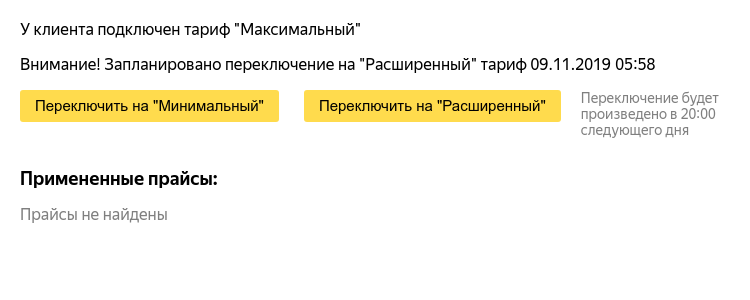 У клиента подключен тариф "Максимальный"
Внимание! Запланировано переключение на "Расширенный" тариф 09.11.2019 05:58
Переключить на "Минимальный"
Переключить на "Расширенный"
Переключение будет
произведено в 20:00
следующего дня
Примененные прайсы:
Прайсы не найдены